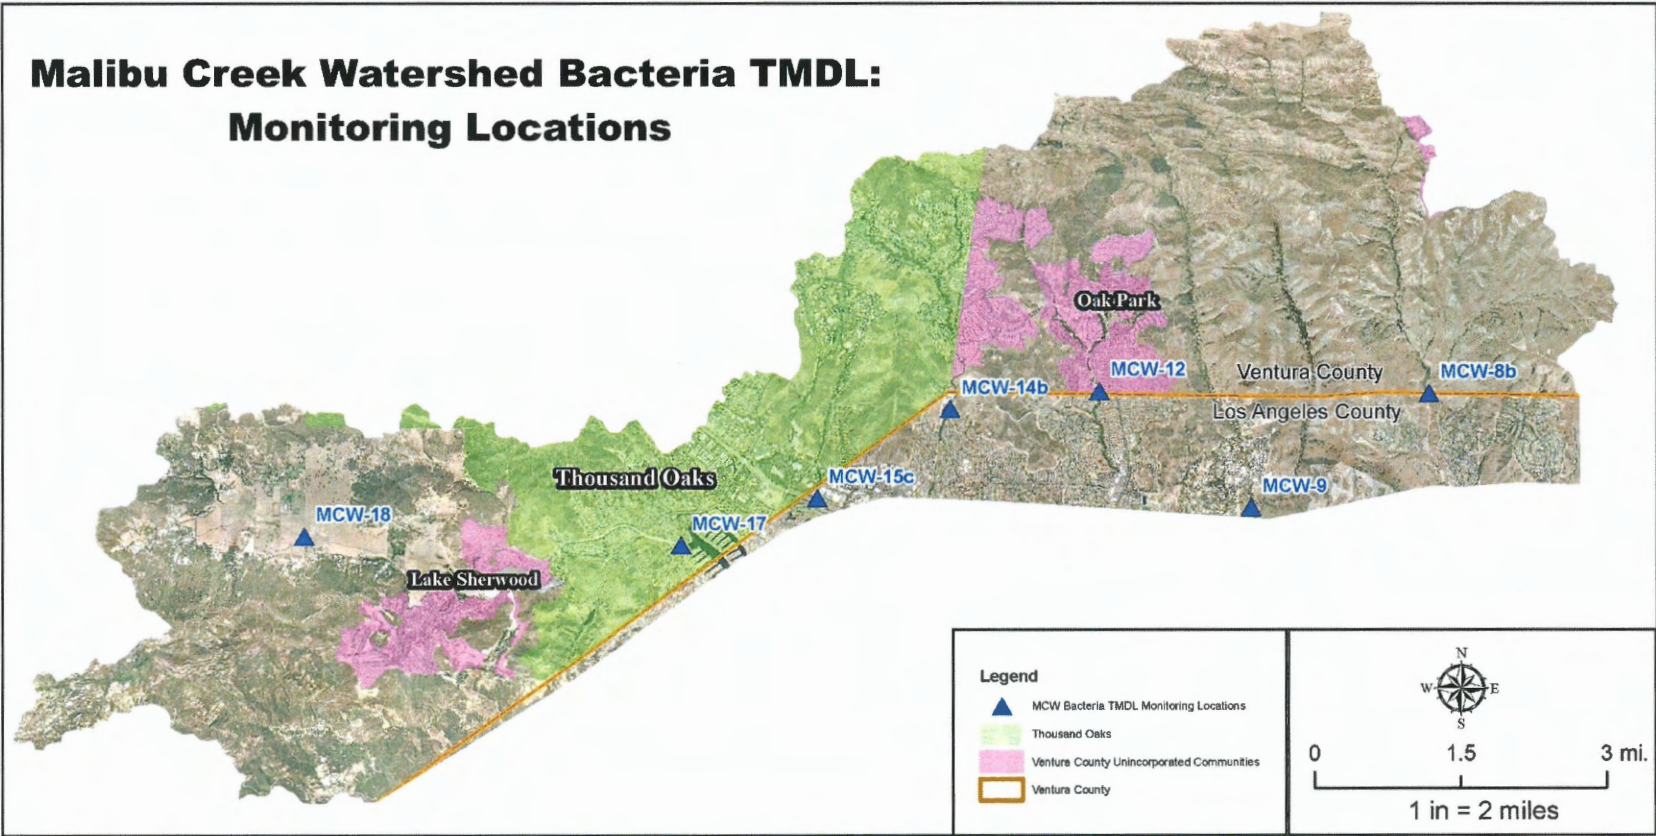 Malibu Creek Watershed Bacteria TMDL:
Monitoring Locations
Oak Park
MCW-12
Ventura County
MCW-8b
MCW-14b
Los Angeles County
Thousand Oaks
MCW-15c
MCW-9
MCW-18
MCW-17
Lake Sherwood
Legend
MCW Bacteria TMDL Monitoring Locations
Thousand Oaks
Ventura County Unincorporated Communities
Ventura County
N
W E
S
0 1.5 3 mi.
1 in = 2 miles